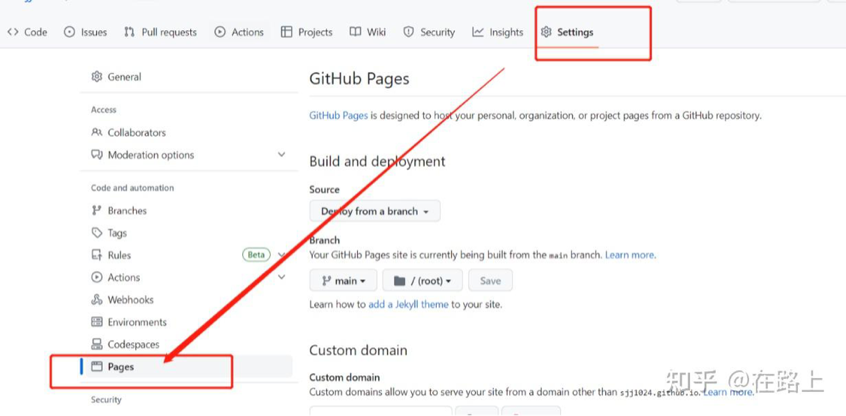 Code Issues Pull requests Actions Projects Wiki Security Insights Settings
General
Access
Collaborators
Moderation options
Code and automation
Branches
Tags
Rules Beta
Actions
Webhooks
Environments
Codespaces
Pages
Security
GitHub Pages
GitHub Pages is designed to host your personal, organization, or project pages from a GitHub repository.
Build and deployment
Source
Deploy from a branch
Branch
Your GitHub Pages site is currently being built from the main branch. Learn more.
main / (root) Save
Learn how to add a Jekyll theme to your site.
Custom domain
Custom domain
Custom domains allow you to serve your site from a domain other than sjj1024.github.io. Learn more.
知乎 @在路上